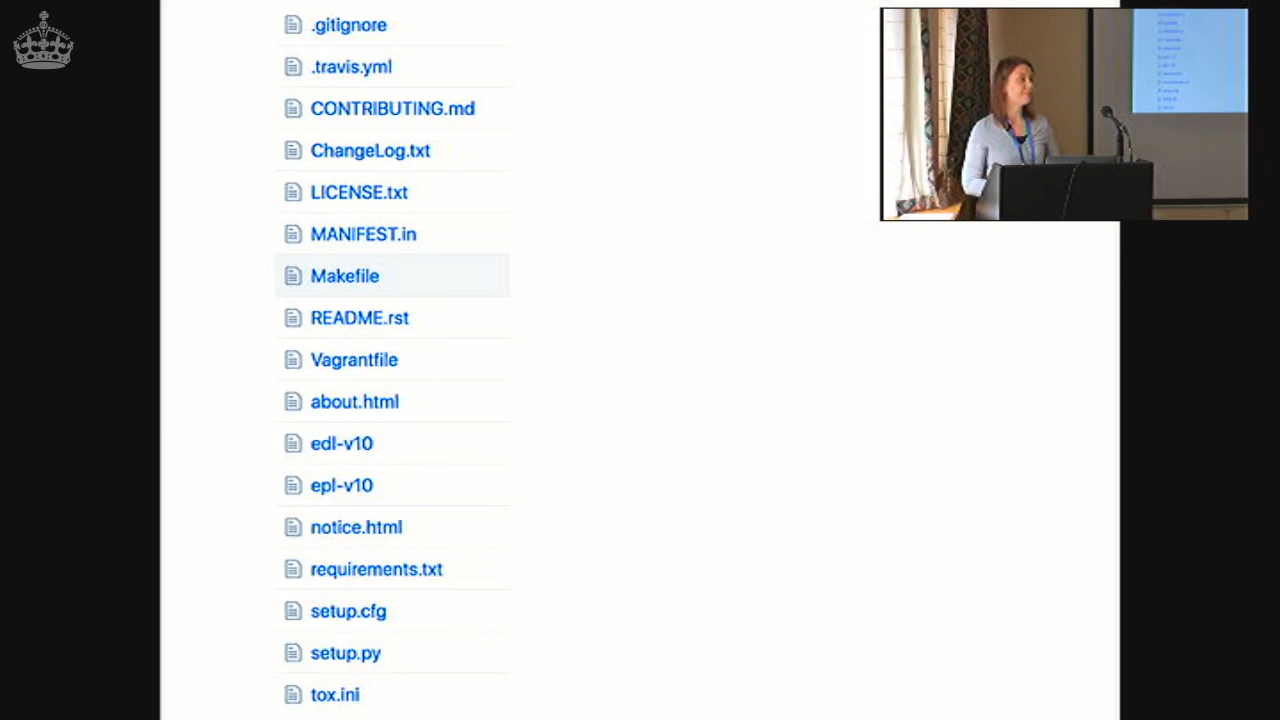 .gitignore
.travis.yml
CONTRIBUTING.md
ChangeLog.txt
LICENSE.txt
MANIFEST.in
Makefile
README.rst
Vagrantfile
about.html
edl-v10
epl-v10
notice.html
requirements.txt
setup.cfg
setup.py
tox.ini